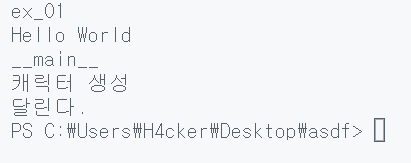 ex_01
Hello World
__main__
캐릭터 생성
달린다.
PS C:\Users\H4cker\Desktop\asdf>